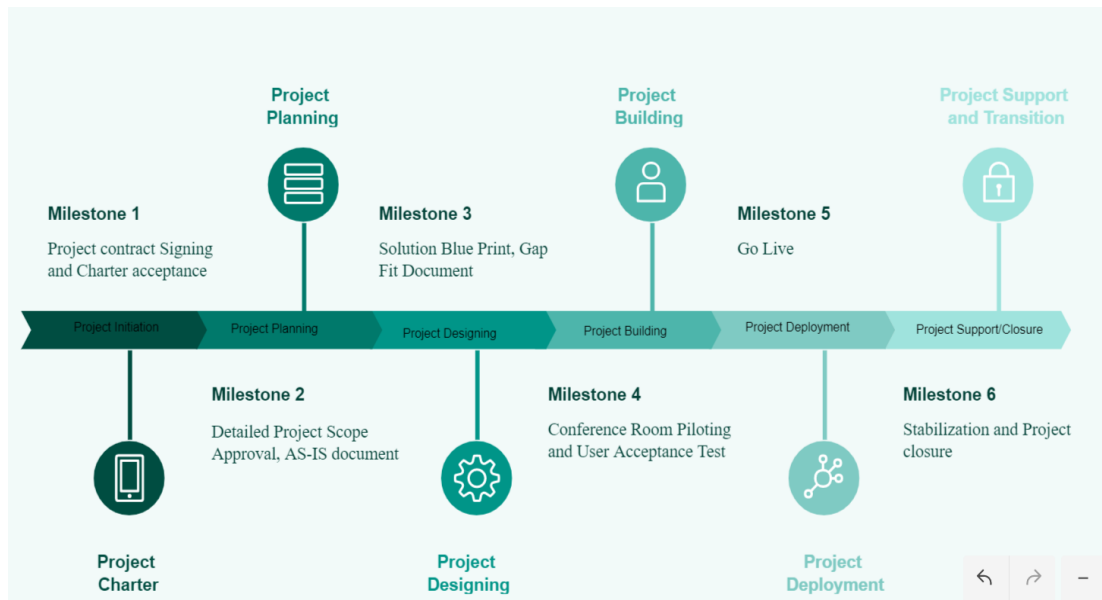 Project
Planning
Project
Building
Project Support
and Transition
Milestone 1
Project contract Signing
and Charter acceptance
Milestone 3
Solution Blue Print, Gap
Fit Document
Milestone 5
Go Live
Project Initiation
Project Planning
Project Designing
Project Building
Project Deployment
Project Support/Closure
Milestone 2
Detailed Project Scope
Approval, AS-IS document
Milestone 4
Conference Room Piloting
and User Acceptance Test
Milestone 6
Stabilization and Project
closure
Project
Charter
Project
Designing
Project
Deployment